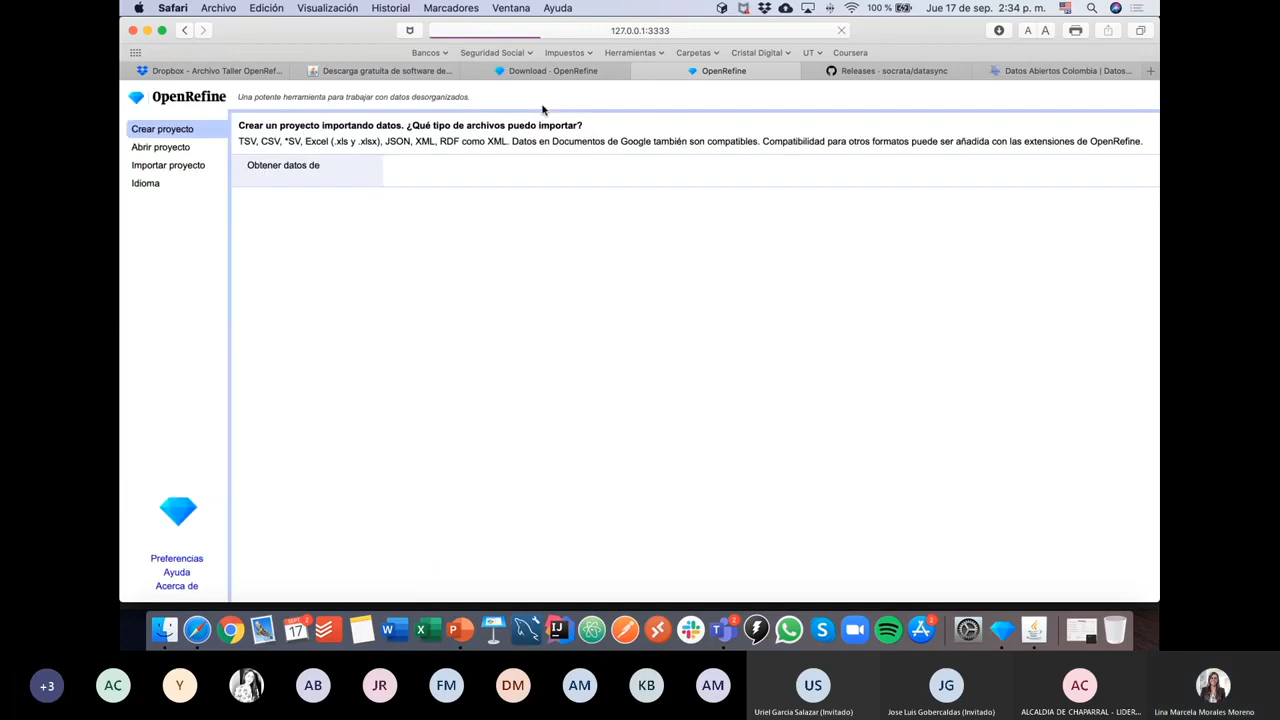 Safari Archivo Edición Visualización Historial Marcadores Ventana Ayuda 100 % Jue 17 de sep. 2:34 p. m.
127.0.0.1:3333 A A
Bancos Seguridad Social Impuestos Herramientas Carpetas Cristal Digital UT Coursera
Dropbox - Archivo Taller OpenRef... Descarga gratuita de software de... Download · OpenRefine OpenRefine Releases · socrata/datasync Datos Abiertos Colombia | Datos... +
OpenRefine Una potente herramienta para trabajar con datos desorganizados.
Crear proyecto
Abrir proyecto
Importar proyecto
Idioma
Crear un proyecto importando datos. ¿Qué tipo de archivos puedo importar?
TSV, CSV, *SV, Excel (.xls y .xlsx), JSON, XML, RDF como XML. Datos en Documentos de Google también son compatibles. Compatibilidad para otros formatos puede ser añadida con las extensiones de OpenRefine.
Obtener datos de
Preferencias
Ayuda
Acerca de
+3 AC Y AB JR FM DM AM KB AM US JG AC
Uriel Garcia Salazar (Invitado) Jose Luis Gobercaldas (Invitado) ALCALDIA DE CHAPARRAL - LIDER... Lina Marcela Morales Moreno